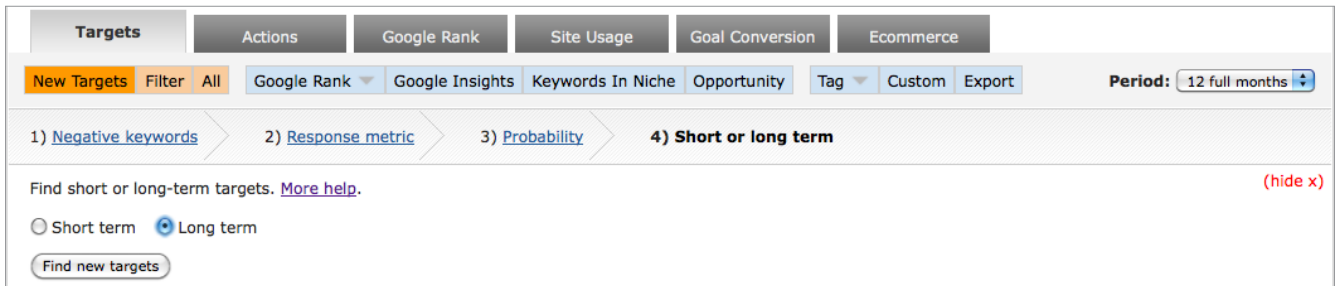 Targets Actions Google Rank Site Usage Goal Conversion Ecommerce
New Targets Filter All Google Rank Google Insights Keywords In Niche Opportunity Tag Custom Export Period: 12 full months
1) Negative keywords 2) Response metric 3) Probability 4) Short or long term
Find short or long-term targets. More help. (hide x)
Short term Long term
Find new targets